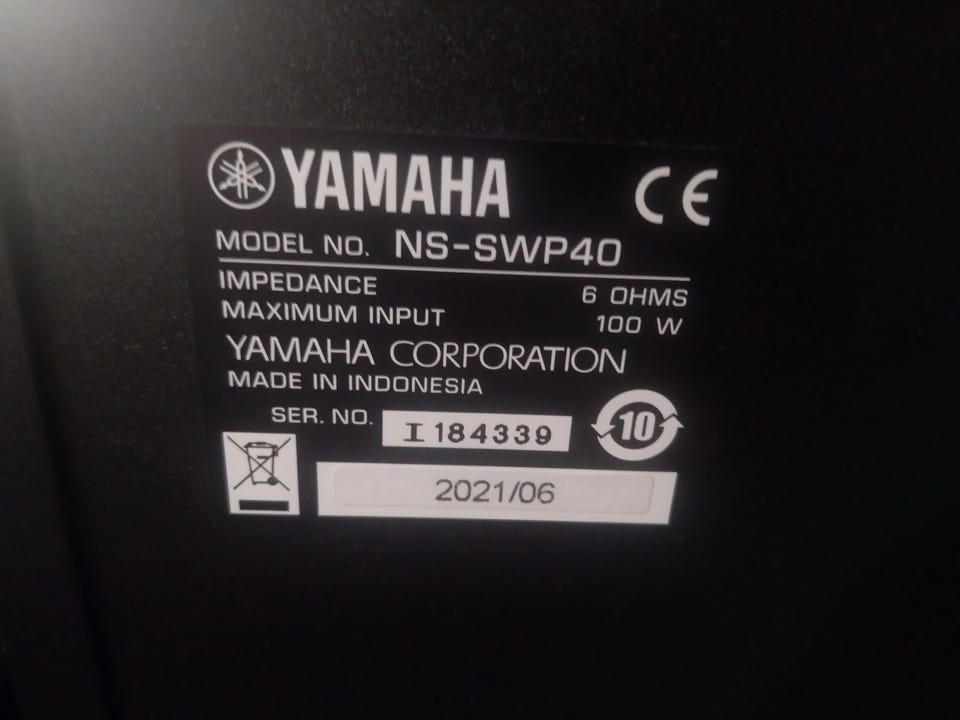 YAMAHA CE
MODEL NO. NS-SWP40
IMPEDANCE 6 OHMS
MAXIMUM INPUT 100 W
YAMAHA CORPORATION
MADE IN INDONESIA
SER. NO. I 184339
10
2021/06